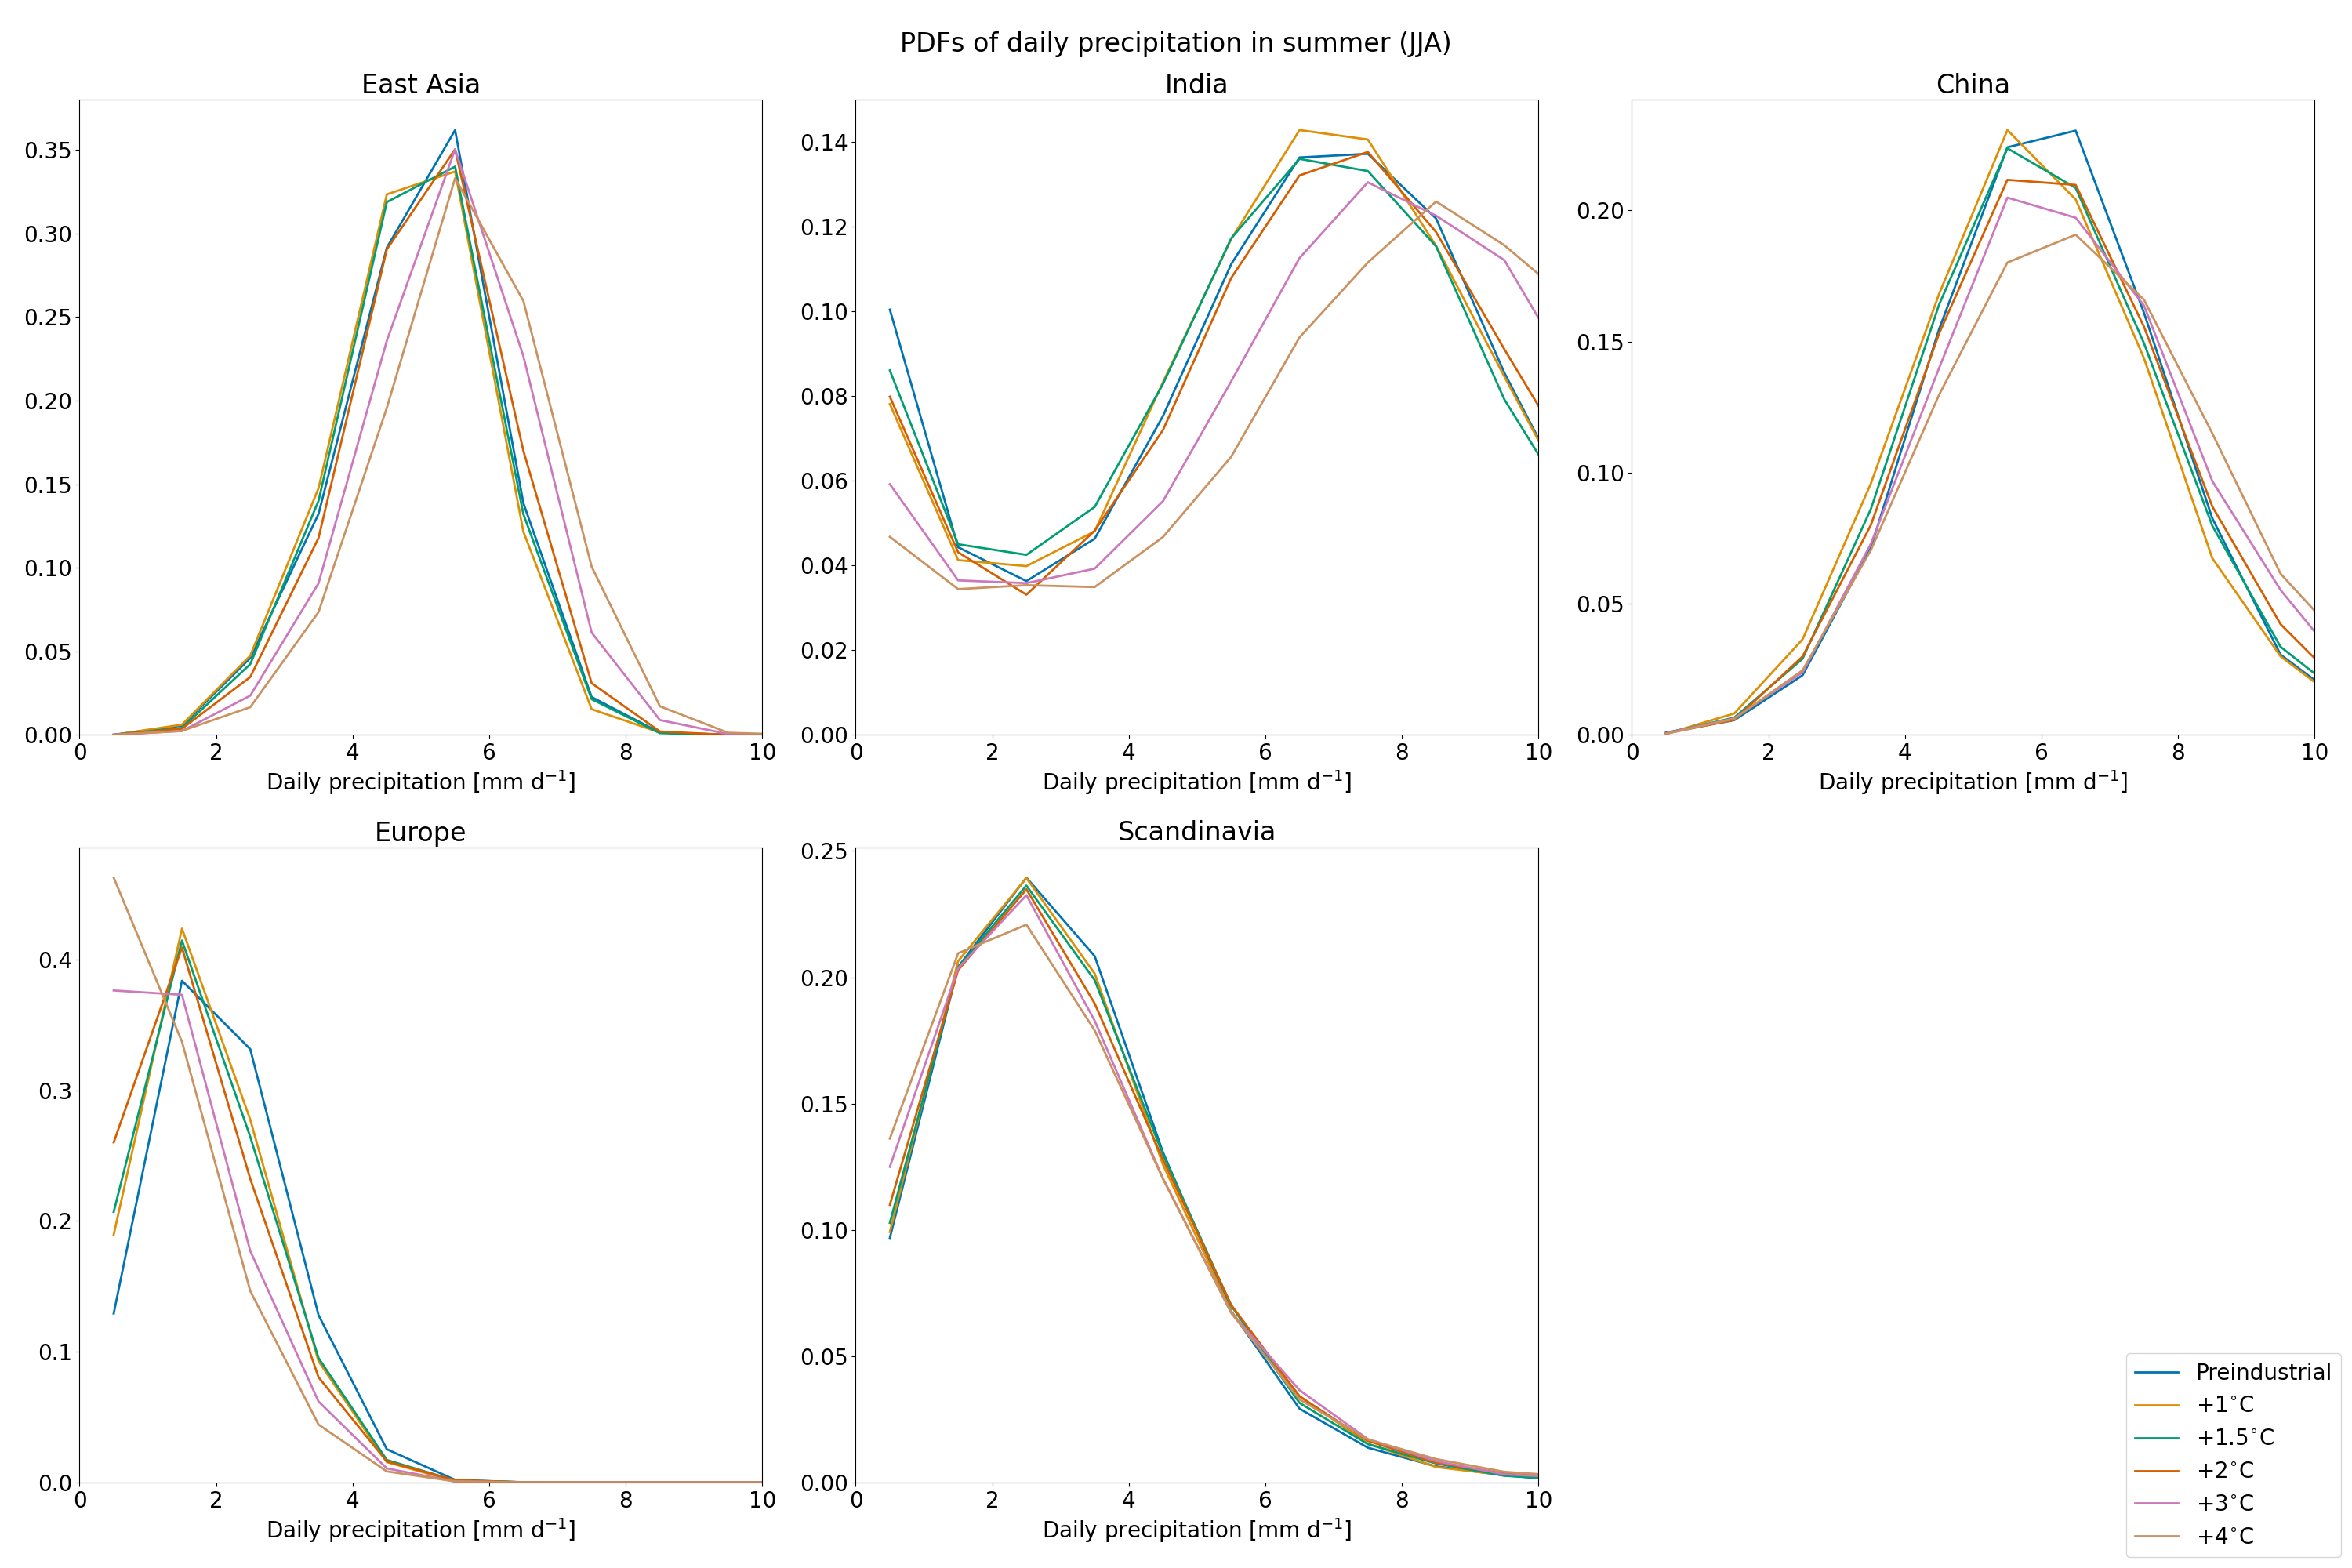 PDFs of daily precipitation in summer (JJA)
East Asia
0.35
0.30
0.25
0.20
0.15
0.10
0.05
0.00
0 2 4 6 8 10
Daily precipitation [mm d⁻¹]
India
0.14
0.12
0.10
0.08
0.06
0.04
0.02
0.00
0 2 4 6 8 10
Daily precipitation [mm d⁻¹]
China
0.20
0.15
0.10
0.05
0.00
0 2 4 6 8 10
Daily precipitation [mm d⁻¹]
Europe
0.4
0.3
0.2
0.1
0.0
0 2 4 6 8 10
Daily precipitation [mm d⁻¹]
Scandinavia
0.25
0.20
0.15
0.10
0.05
0.00
0 2 4 6 8 10
Daily precipitation [mm d⁻¹]
Preindustrial
+1°C
+1.5°C
+2°C
+3°C
+4°C